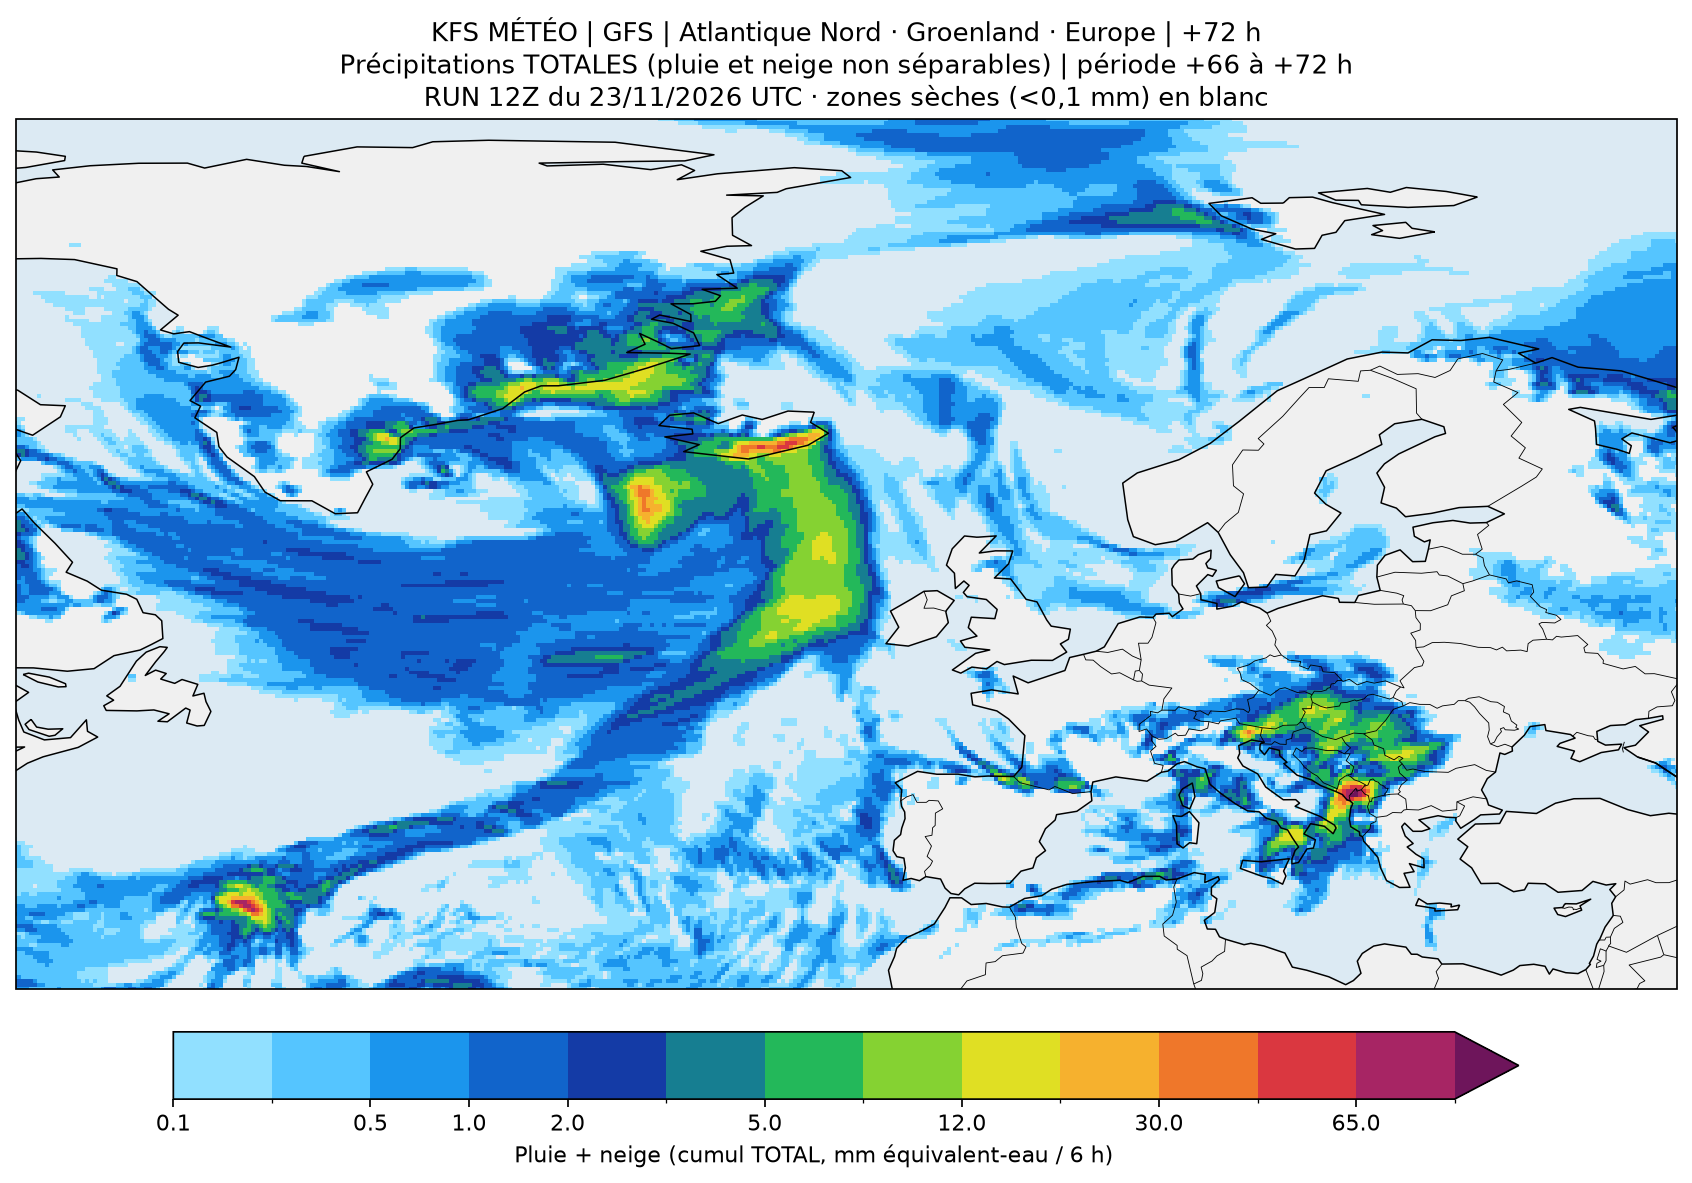 KFS MÉTÉO | GFS | Atlantique Nord · Groenland · Europe | +72 h
Précipitations TOTALES (pluie et neige non séparables) | période +66 à +72 h
RUN 12Z du 23/11/2026 UTC · zones sèches (<0,1 mm) en blanc
0.1 0.5 1.0 2.0 5.0 12.0 30.0 65.0
Pluie + neige (cumul TOTAL, mm équivalent-eau / 6 h)